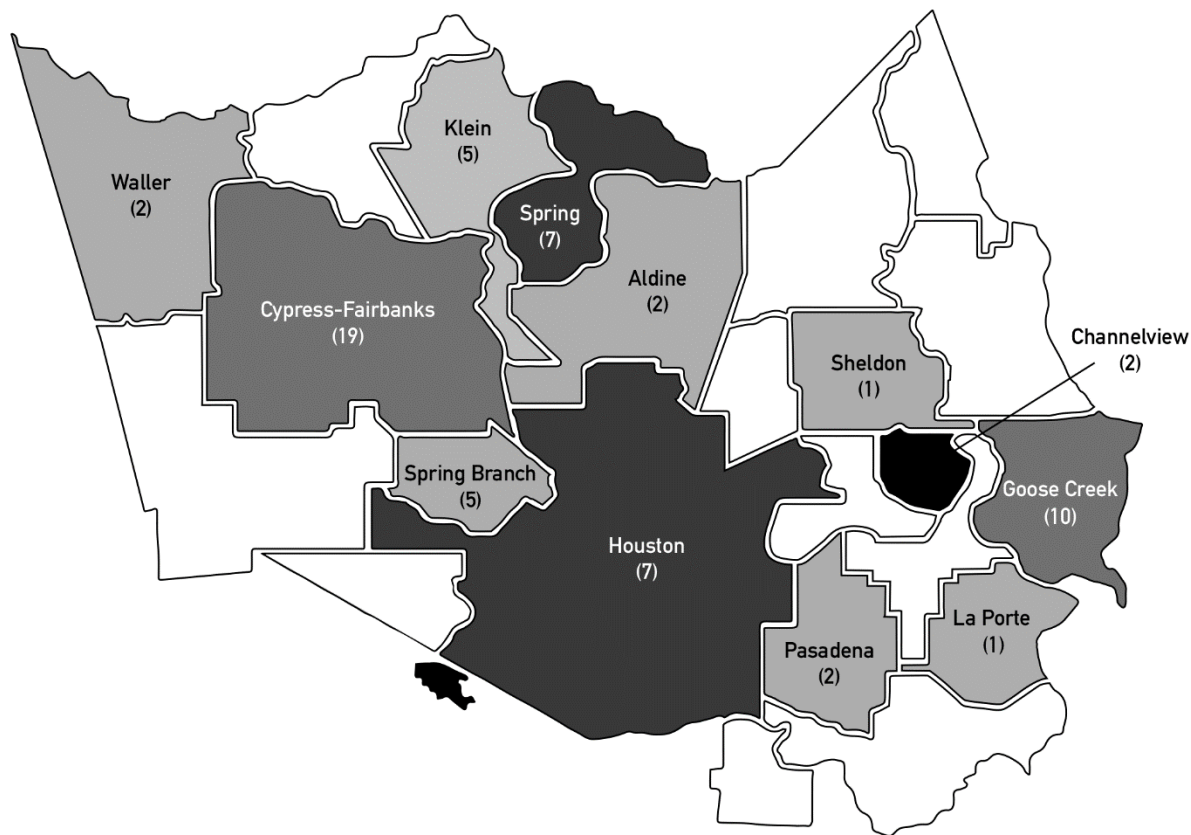 Klein
(5)
Waller
(2)
Spring
(7)
Aldine
(2)
Cypress-Fairbanks
(19)
Channelview
(2)
Sheldon
(1)
Spring Branch
(5)
Goose Creek
(10)
Houston
(7)
La Porte
(1)
Pasadena
(2)